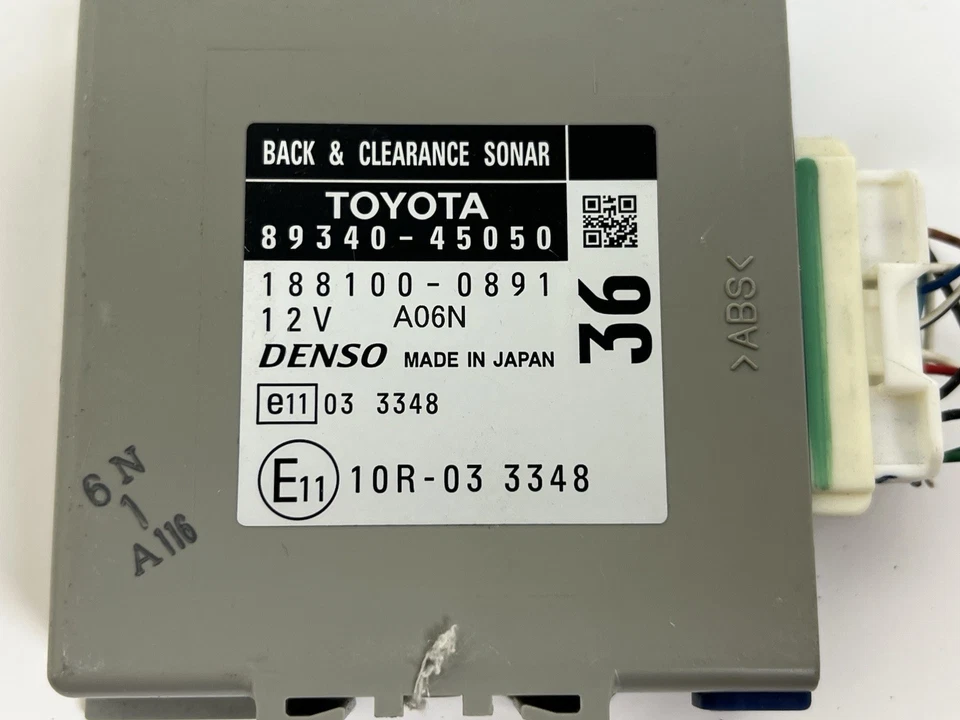 BACK & CLEARANCE SONAR
TOYOTA
89340-45050
188100-0891
12V A06N
DENSO MADE IN JAPAN
e11 03 3348
E11 10R-03 3348
36
>ABS<
6N
1
A116